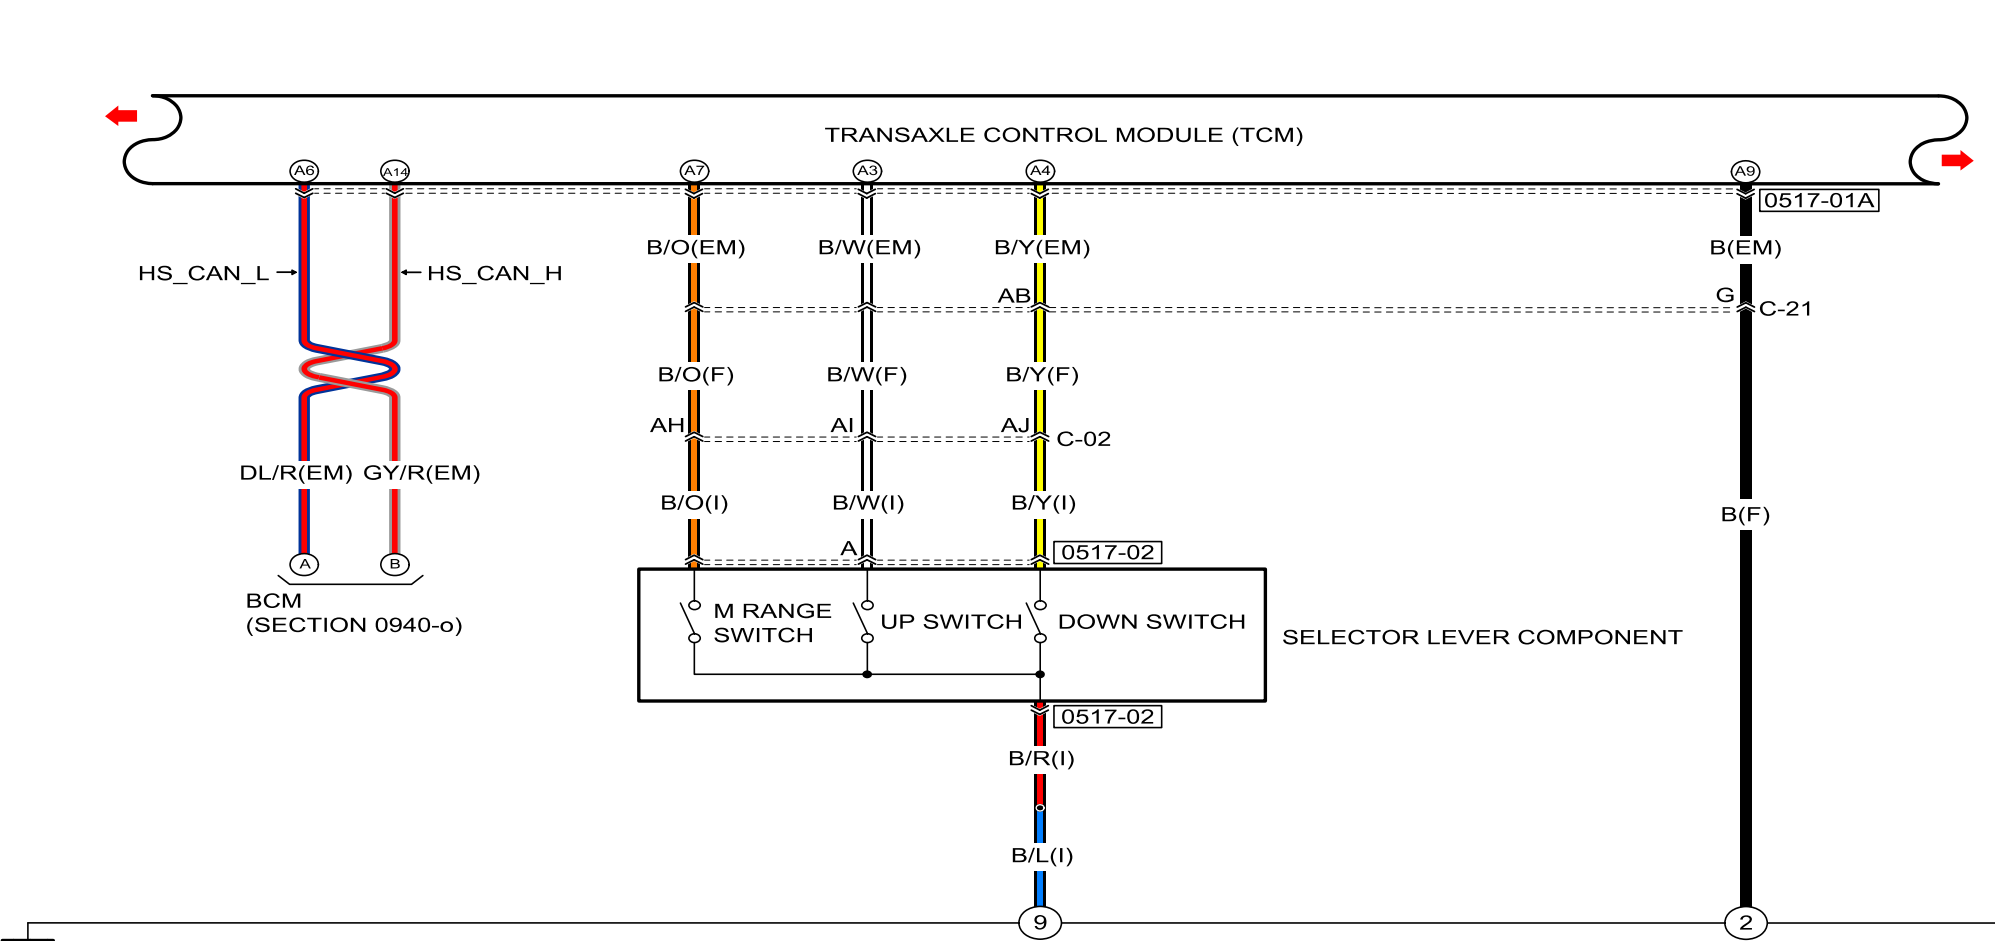 TRANSAXLE CONTROL MODULE (TCM)
A6 A14 A7 A3 A4 A9
0517-01A
B/O(EM) B/W(EM) B/Y(EM) B(EM)
HS_CAN_L HS_CAN_H
AB G C-21
B/O(F) B/W(F) B/Y(F)
AH AI AJ C-02
DL/R(EM) GY/R(EM)
B/O(I) B/W(I) B/Y(I) B(F)
A 0517-02
A B
BCM
(SECTION 0940-o)
M RANGE
SWITCH
UP SWITCH DOWN SWITCH
SELECTOR LEVER COMPONENT
0517-02
B/R(I)
B/L(I)
9 2